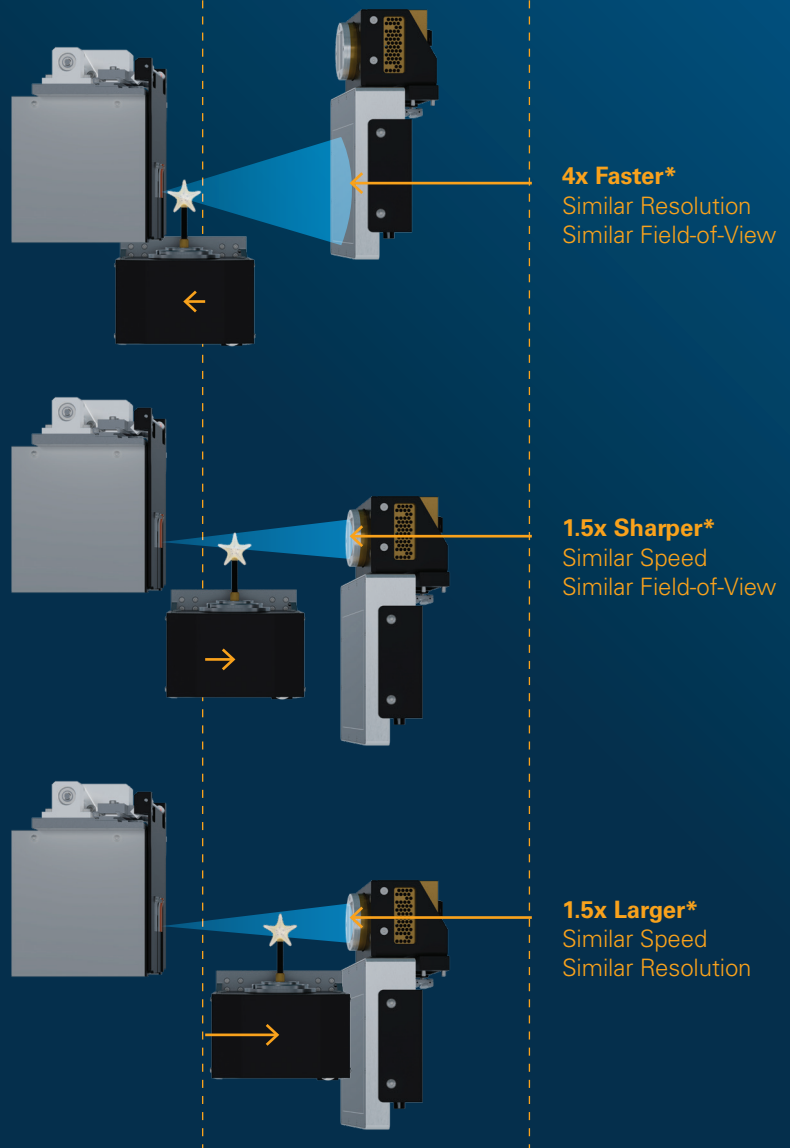 4x Faster*
Similar Resolution
Similar Field-of-View
1.5x Sharper*
Similar Speed
Similar Field-of-View
1.5x Larger*
Similar Speed
Similar Resolution